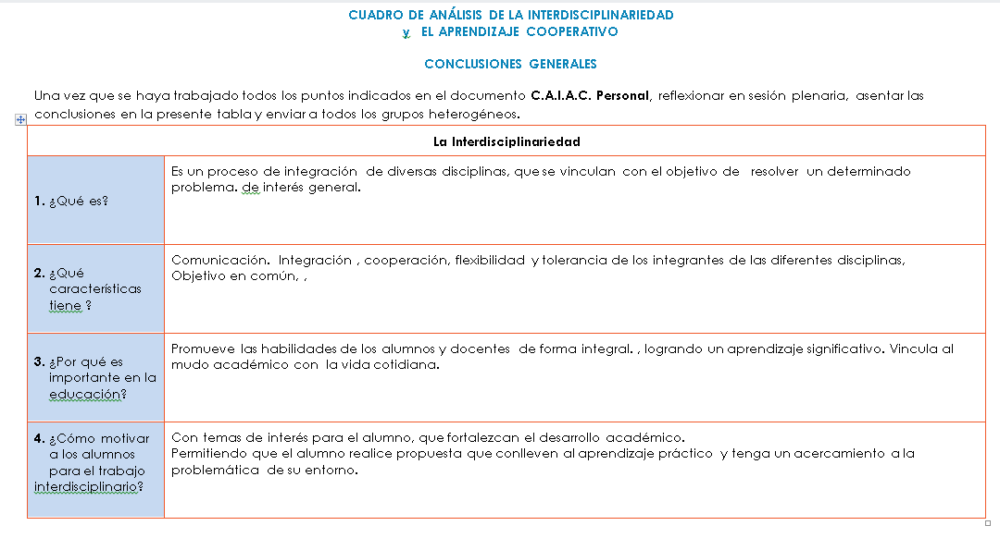 CUADRO DE ANÁLISIS DE LA INTERDISCIPLINARIEDAD
y EL APRENDIZAJE COOPERATIVO
CONCLUSIONES GENERALES
Una vez que se haya trabajado todos los puntos indicados en el documento C.A.I.A.C. Personal, reflexionar en sesión plenaria, asentar las
conclusiones en la presente tabla y enviar a todos los grupos heterogéneos.
La Interdisciplinariedad
1. ¿Qué es?
Es un proceso de integración de diversas disciplinas, que se vinculan con el objetivo de resolver un determinado
problema. de interés general.
2. ¿Qué
características
tiene ?
Comunicación. Integración , cooperación, flexibilidad y tolerancia de los integrantes de las diferentes disciplinas,
Objetivo en común, ,
3. ¿Por qué es
importante en la
educación?
Promueve las habilidades de los alumnos y docentes de forma integral. , logrando un aprendizaje significativo. Vincula al
mudo académico con la vida cotidiana.
4. ¿Cómo motivar
a los alumnos
para el trabajo
interdisciplinario?
Con temas de interés para el alumno, que fortalezcan el desarrollo académico.
Permitiendo que el alumno realice propuesta que conlleven al aprendizaje práctico y tenga un acercamiento a la
problemática de su entorno.